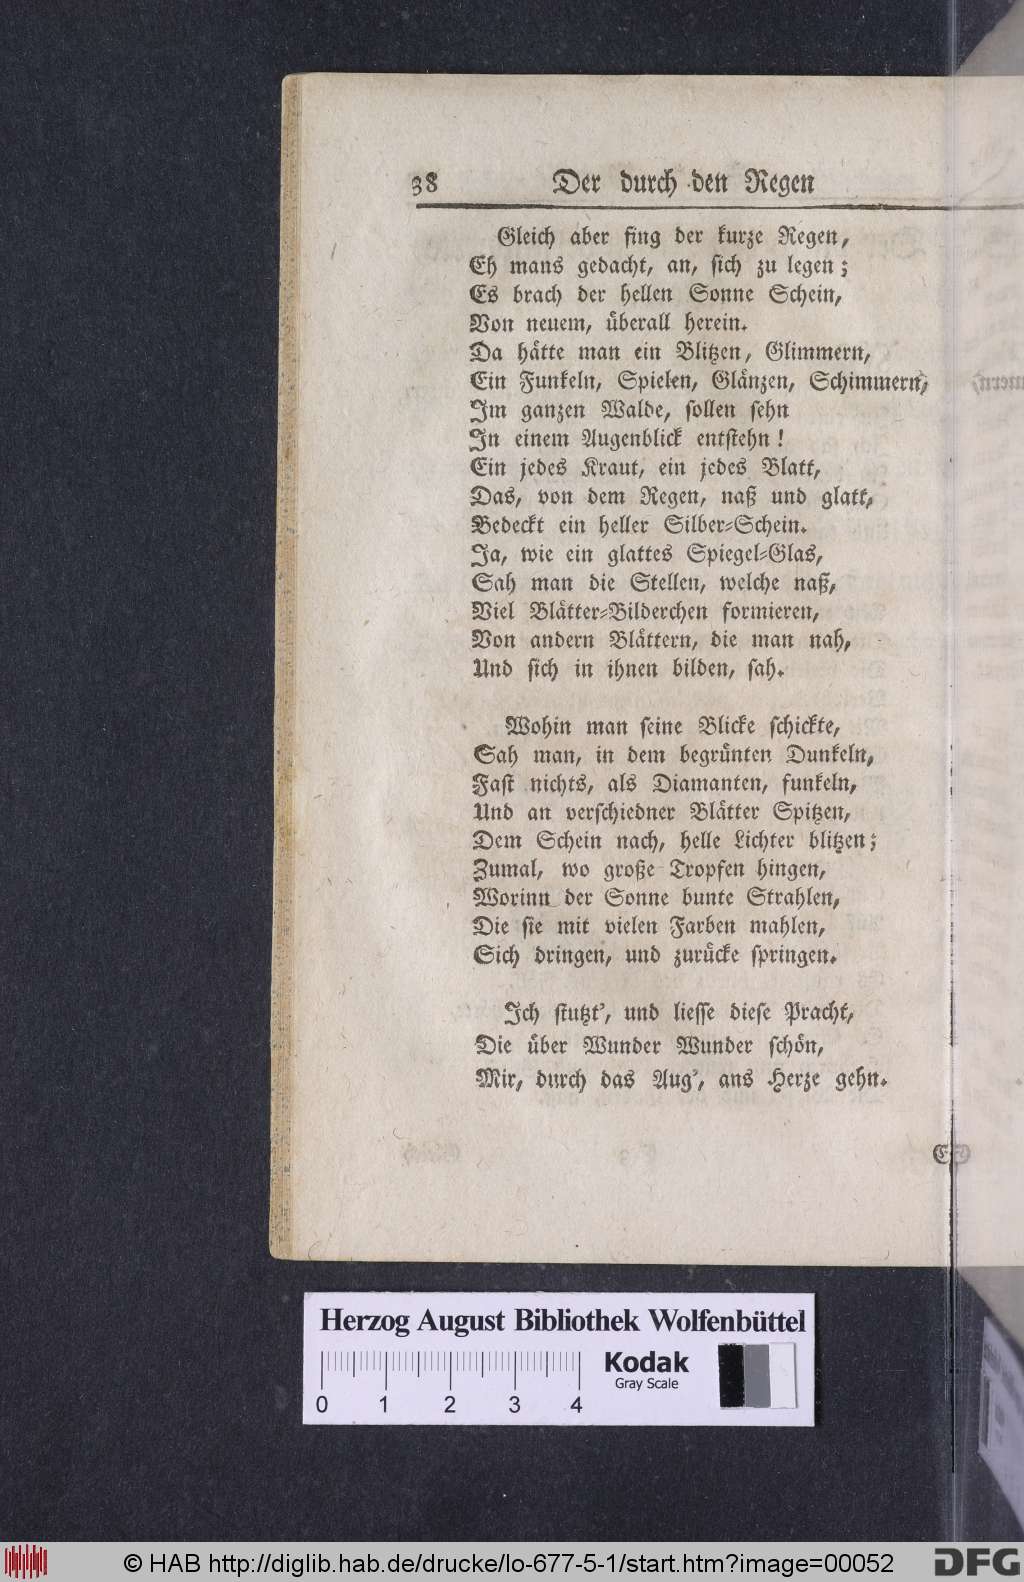 38 Der durch den Regen
Gleich aber fing der kurze Regen,
Eh mans gedacht, an, sich zu legen;
Es brach der hellen Sonne Schein,
Von neuem, überall herein.
Da hätte man ein Blitzen, Glimmern,
Ein Funkeln, Spielen, Glänzen, Schimmern,
Im ganzen Walde, sollen sehn
In einem Augenblick entstehn!
Ein jedes Kraut, ein jedes Blatt,
Das, von dem Regen, naß und glatt,
Bedeckt ein heller Silber-Schein.
Ja, wie ein glattes Spiegel-Glas,
Sah man die Stellen, welche naß,
Viel Blätter-Bilderchen formieren,
Von andern Blättern, die man nah,
Und sich in ihnen bilden, sah.
Wohin man seine Blicke schickte,
Sah man, in dem begrünten Dunkeln,
Fast nichts, als Diamanten, funkeln,
Und an verschiedner Blätter Spitzen,
Dem Schein nach, helle Lichter blitzen;
Zumal, wo große Tropfen hingen,
Worinn der Sonne bunte Strahlen,
Die sie mit vielen Farben mahlen,
Sich dringen, und zurücke springen.
Ich stutzt', und liesse diese Pracht,
Die über Wunder Wunder schön,
Mir, durch das Aug', ans Herze gehn.
Herzog August Bibliothek Wolfenbüttel
Kodak
Gray Scale
0 1 2 3 4
© HAB http://diglib.hab.de/drucke/lo-677-5-1/start.htm?image=00052
DFG